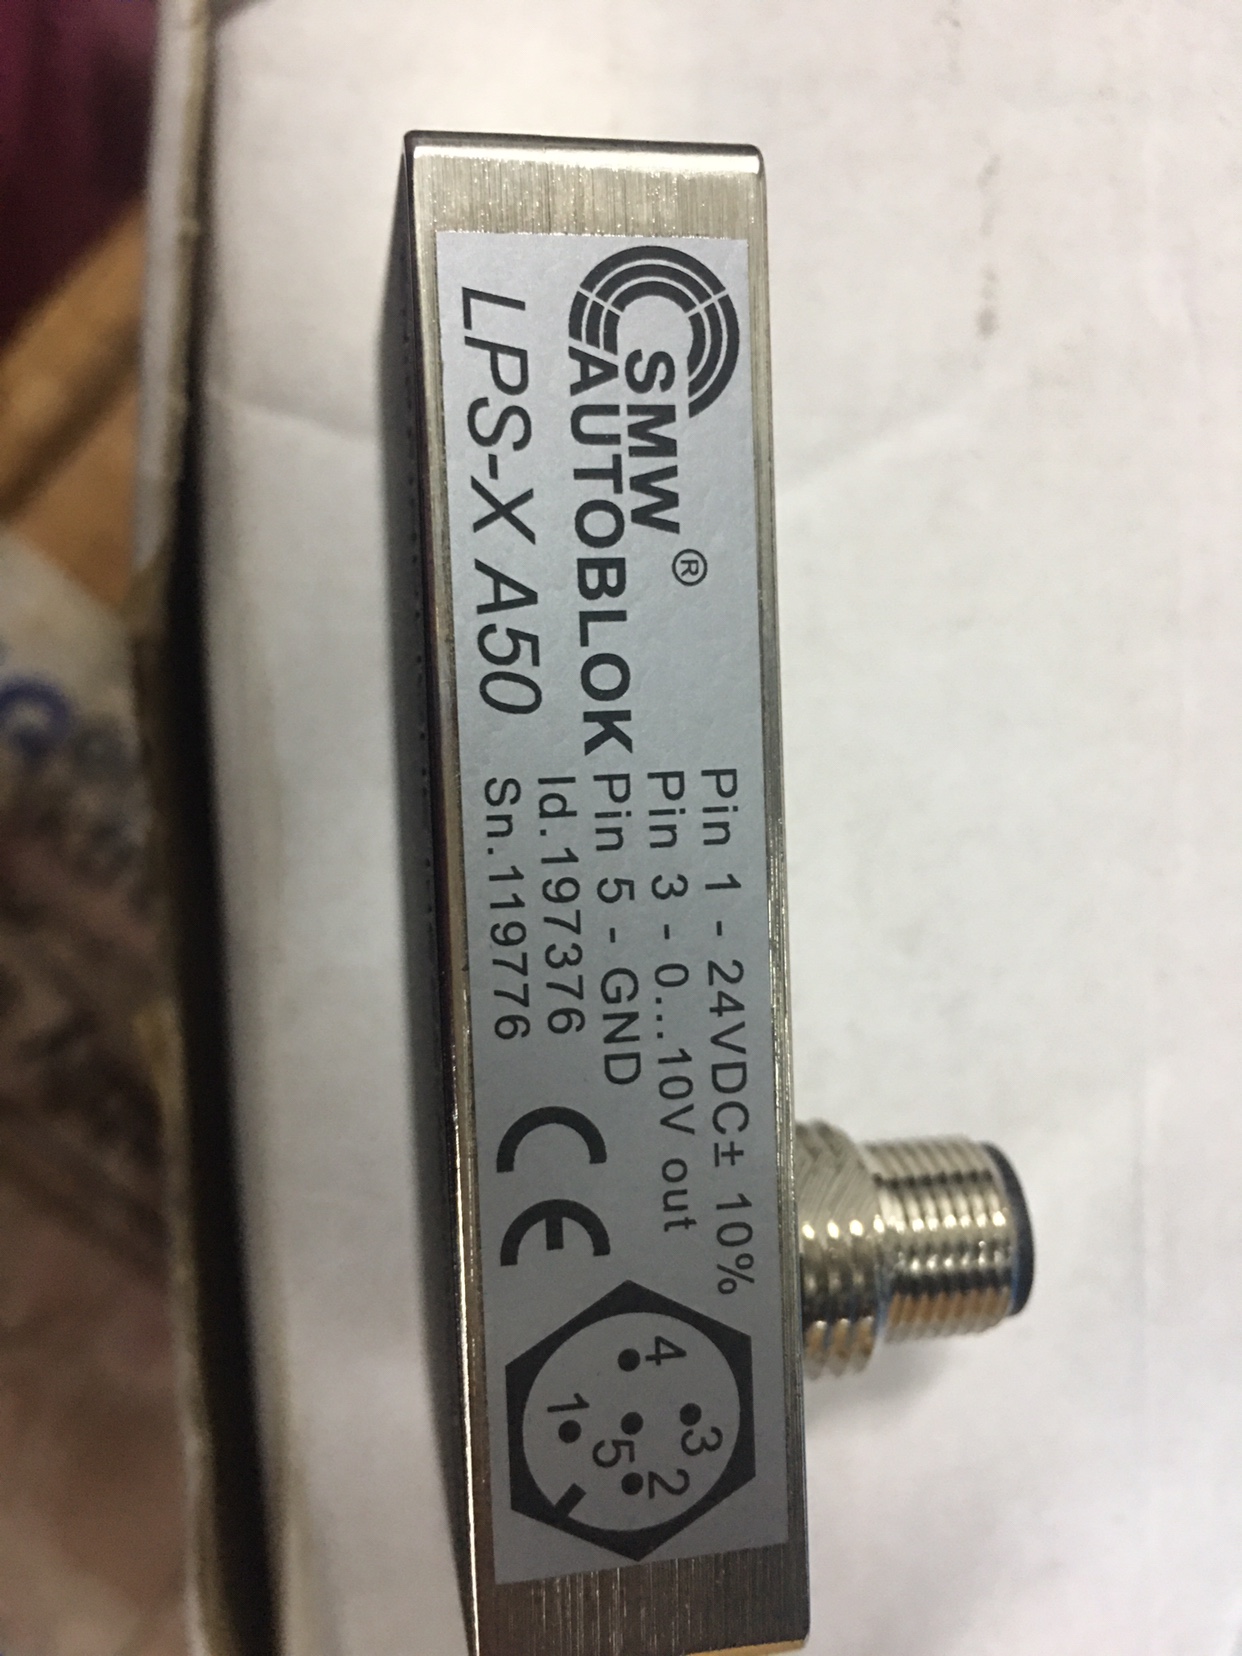 SMW®
AUTOBLOK
LPS-X A50
Pin 1 - 24VDC± 10%
Pin 3 - 0...10V out
Pin 5 - GND
Id.197376
Sn.119776
CE
4
3
5
2
1